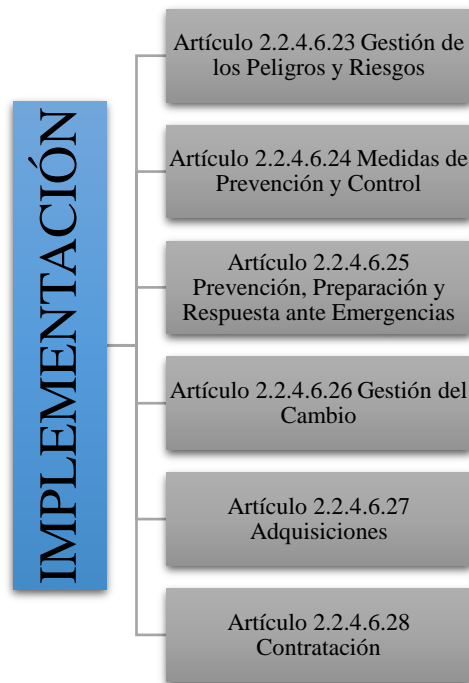 IMPLEMENTACIÓN
Artículo 2.2.4.6.23 Gestión de
los Peligros y Riesgos
Artículo 2.2.4.6.24 Medidas de
Prevención y Control
Artículo 2.2.4.6.25
Prevención, Preparación y
Respuesta ante Emergencias
Artículo 2.2.4.6.26 Gestión del
Cambio
Artículo 2.2.4.6.27
Adquisiciones
Artículo 2.2.4.6.28
Contratación